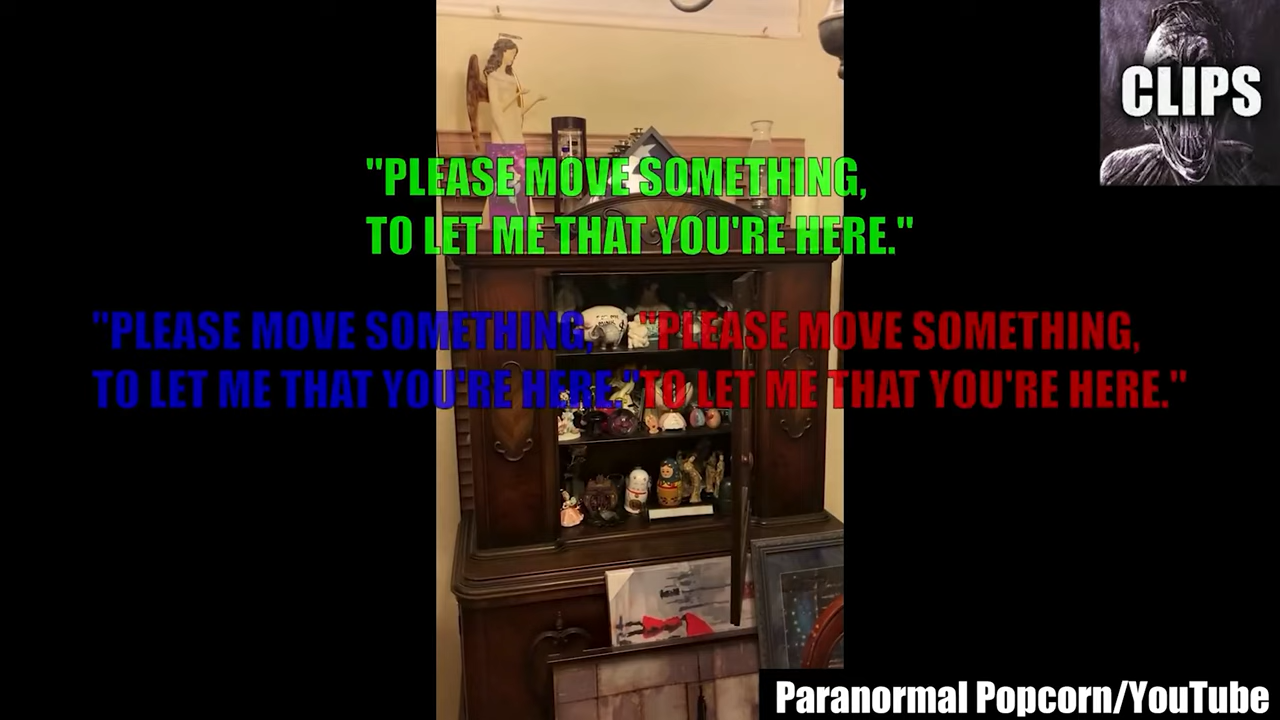 CLIPS
"PLEASE MOVE SOMETHING,
TO LET ME THAT YOU'RE HERE."
"PLEASE MOVE SOMETHING,
TO LET ME THAT YOU'RE HERE."
"PLEASE MOVE SOMETHING,
TO LET ME THAT YOU'RE HERE."
Paranormal Popcorn/YouTube